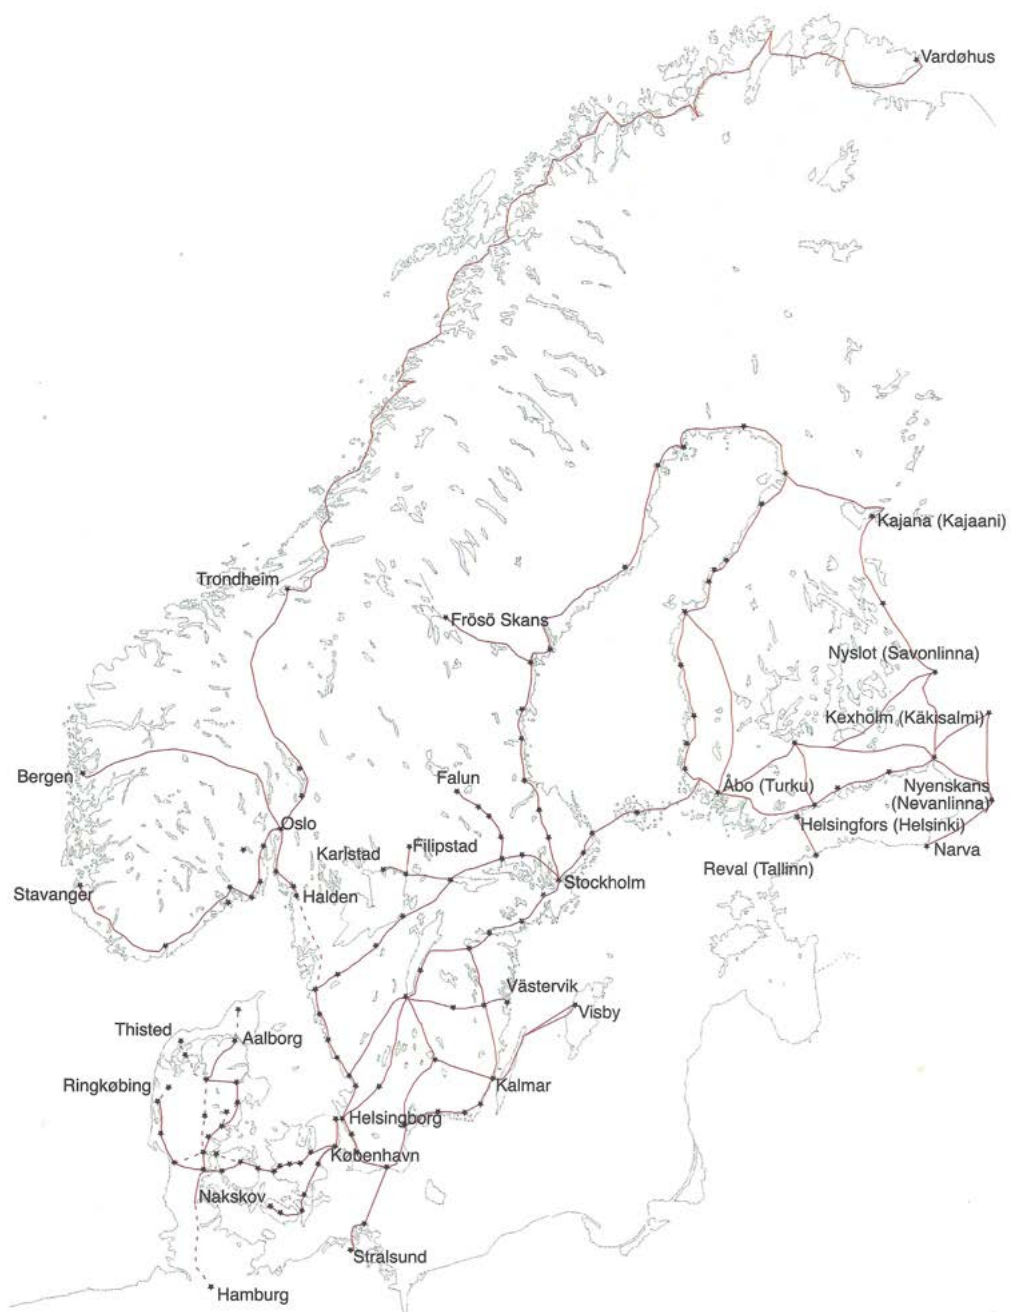 Vardøhus
Kajana (Kajaani)
Trondheim
Frösö Skans
Nyslot (Savonlinna)
Kexholm (Käkisalmi)
Bergen
Falun
Åbo (Turku)
Nyenskans
(Nevanlinna)
Oslo
Helsingfors (Helsinki)
Karlstad
Filipstad
Narva
Reval (Tallinn)
Stockholm
Stavanger
Halden
Västervik
Visby
Thisted
Aalborg
Ringkøbing
Kalmar
Helsingborg
København
Nakskov
Stralsund
Hamburg